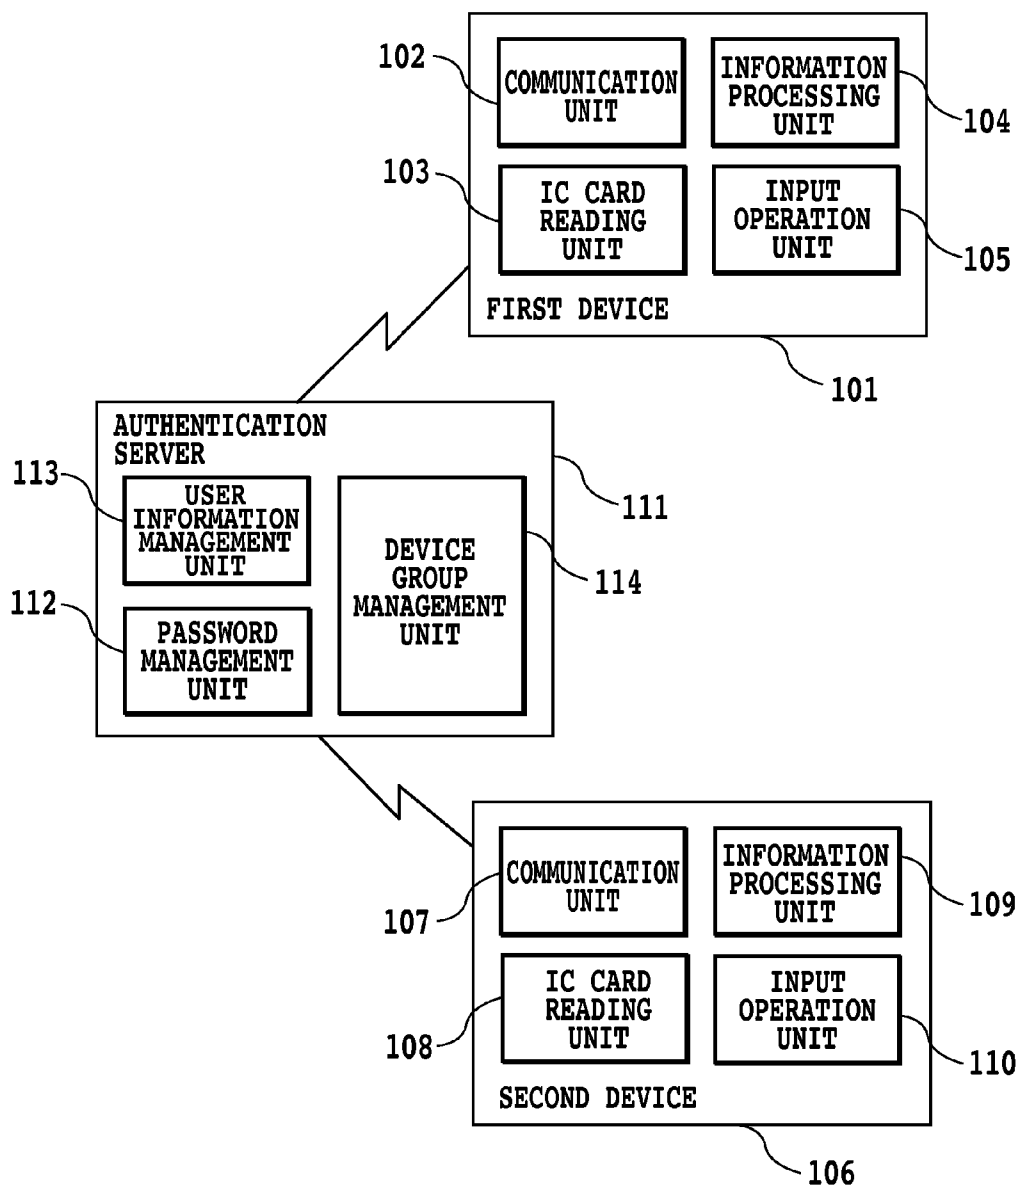 102
COMMUNICATION
UNIT
INFORMATION
PROCESSING
UNIT
104
103
IC CARD
READING
UNIT
INPUT
OPERATION
UNIT
105
FIRST DEVICE
101
AUTHENTICATION
SERVER
113
USER
INFORMATION
MANAGEMENT
UNIT
111
DEVICE
GROUP
MANAGEMENT
UNIT
114
112
PASSWORD
MANAGEMENT
UNIT
COMMUNICATION
UNIT
107
INFORMATION
PROCESSING
UNIT
109
IC CARD
READING
UNIT
108
INPUT
OPERATION
UNIT
110
SECOND DEVICE
106